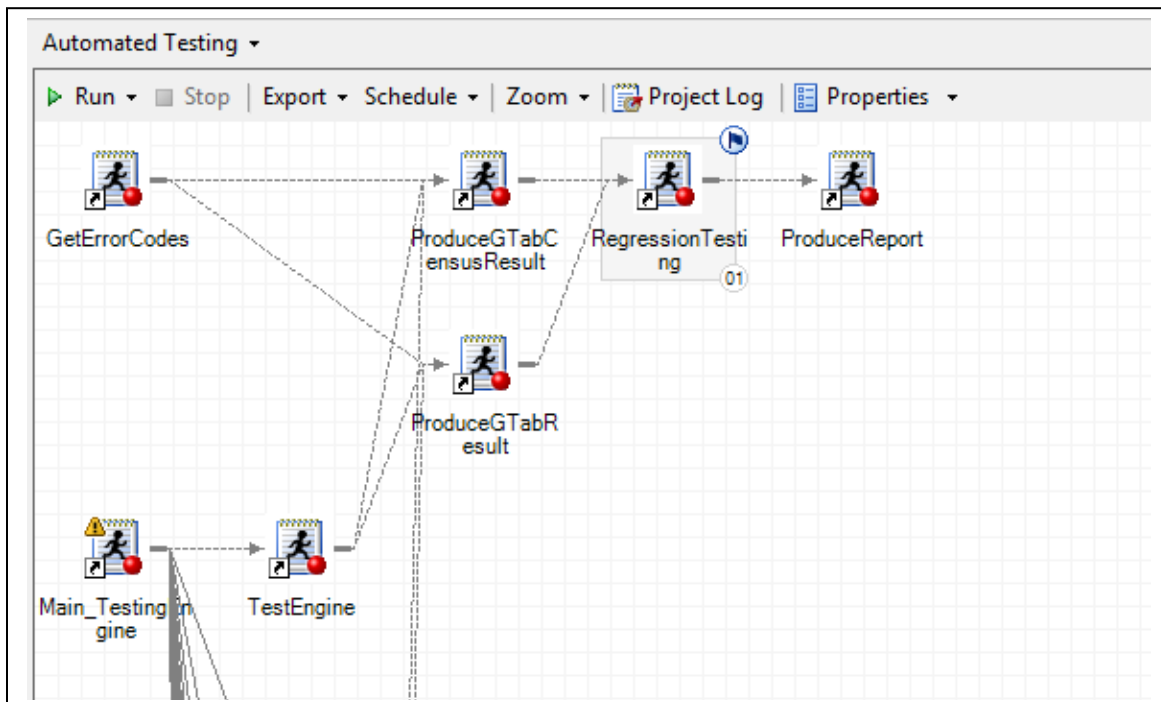 Automated Testing
Run Stop Export Schedule Zoom Project Log Properties
GetErrorCodes
ProduceGTabC
ensusResult
RegressionTesti
ng
01
ProduceReport
ProduceGTabR
esult
Main_Testing_En
gine
TestEngine